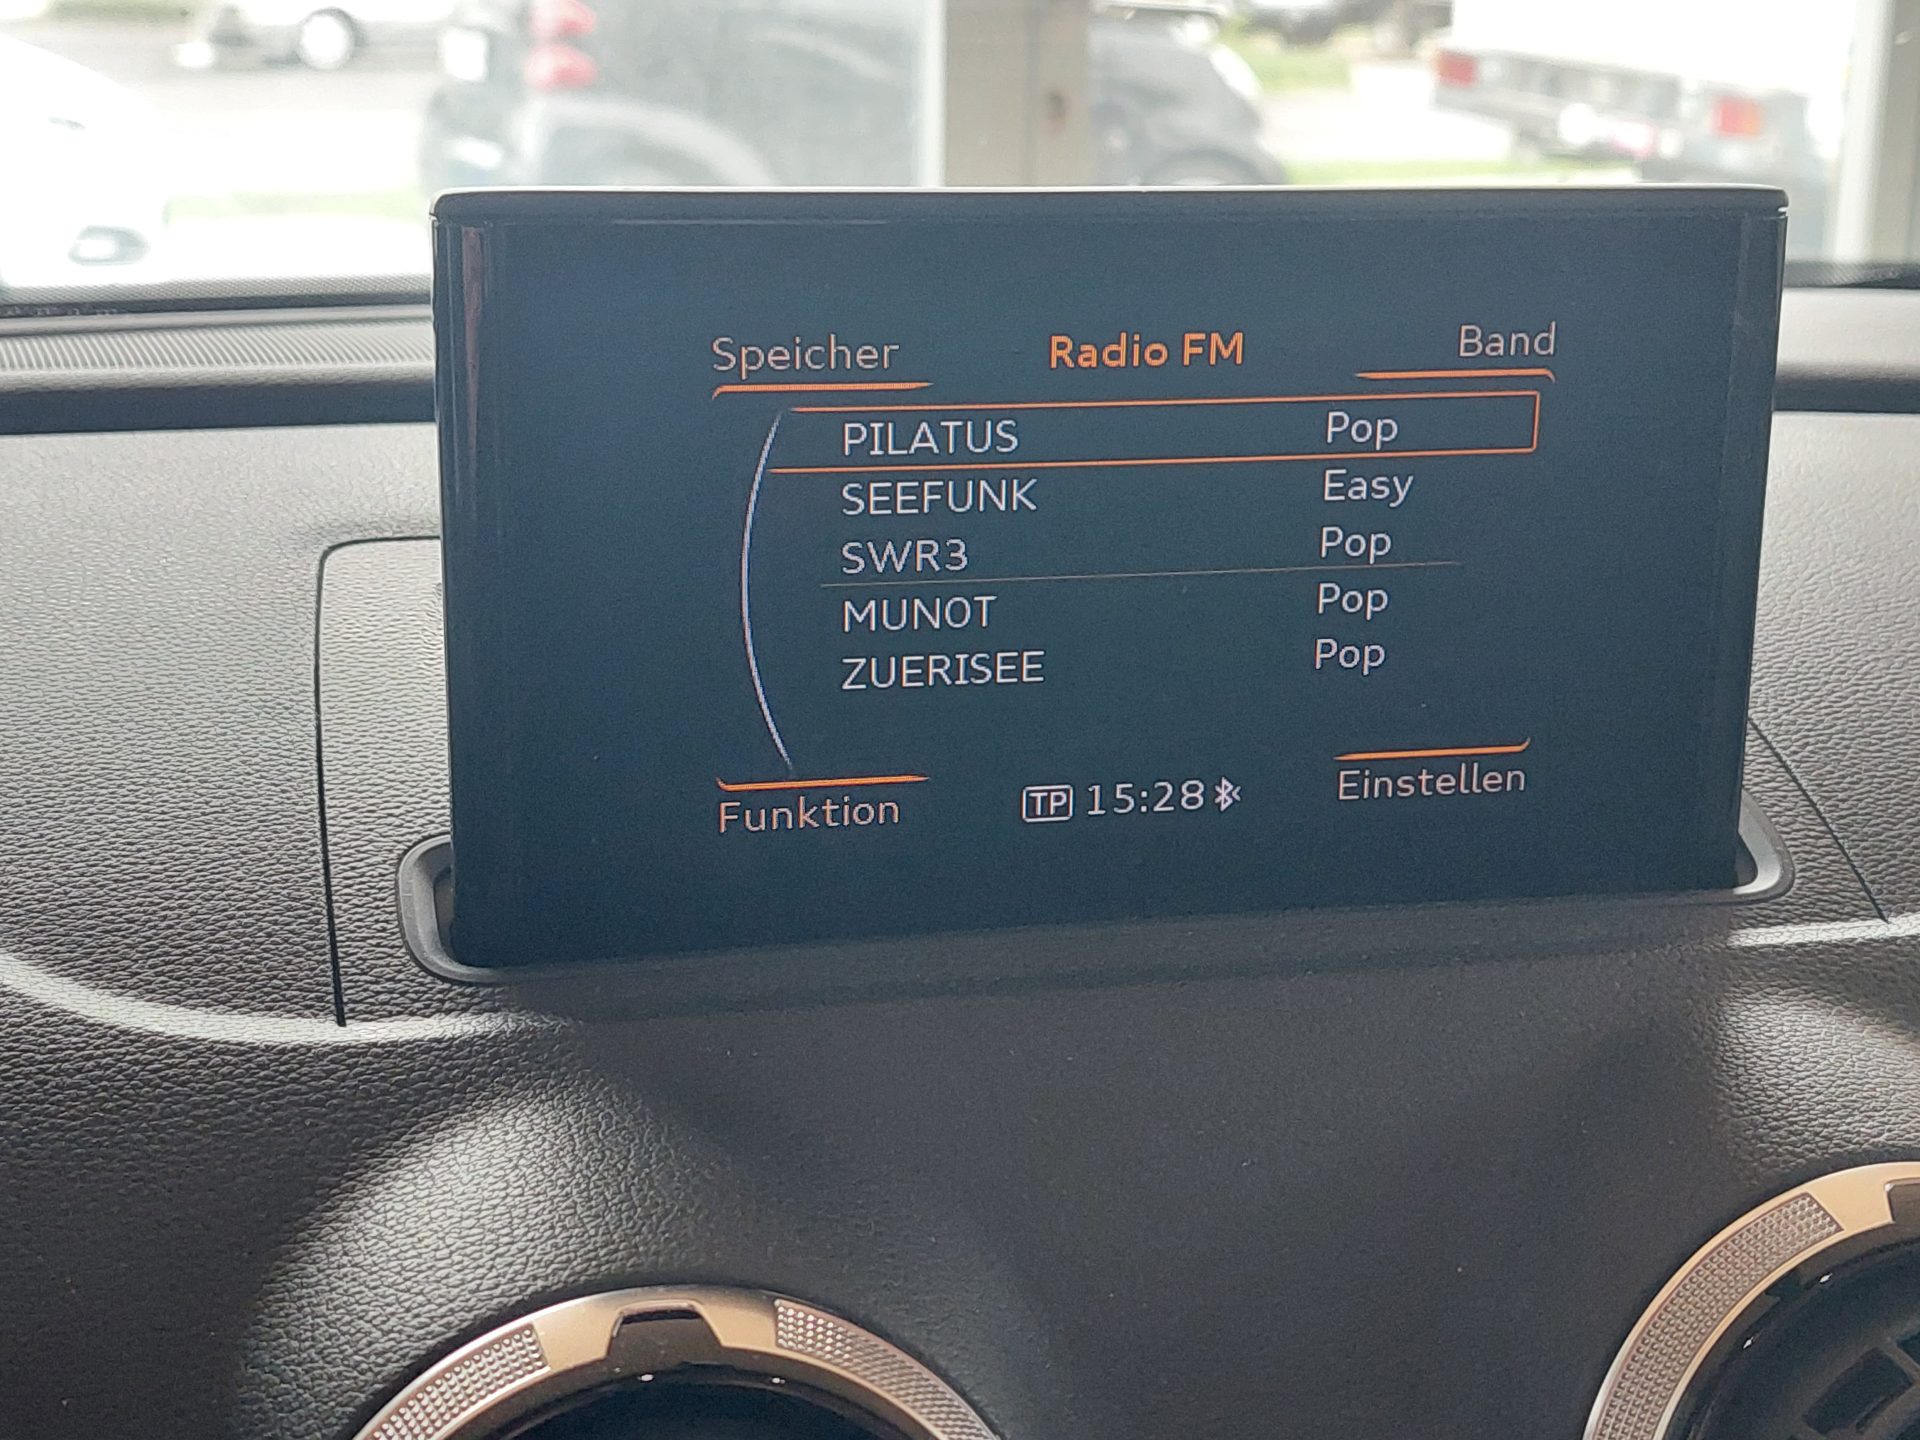 Speicher Radio FM Band
PILATUS Pop
SEEFUNK Easy
SWR3 Pop
MUNOT Pop
ZUERISEE Pop
Funktion TP 15:28 Einstellen